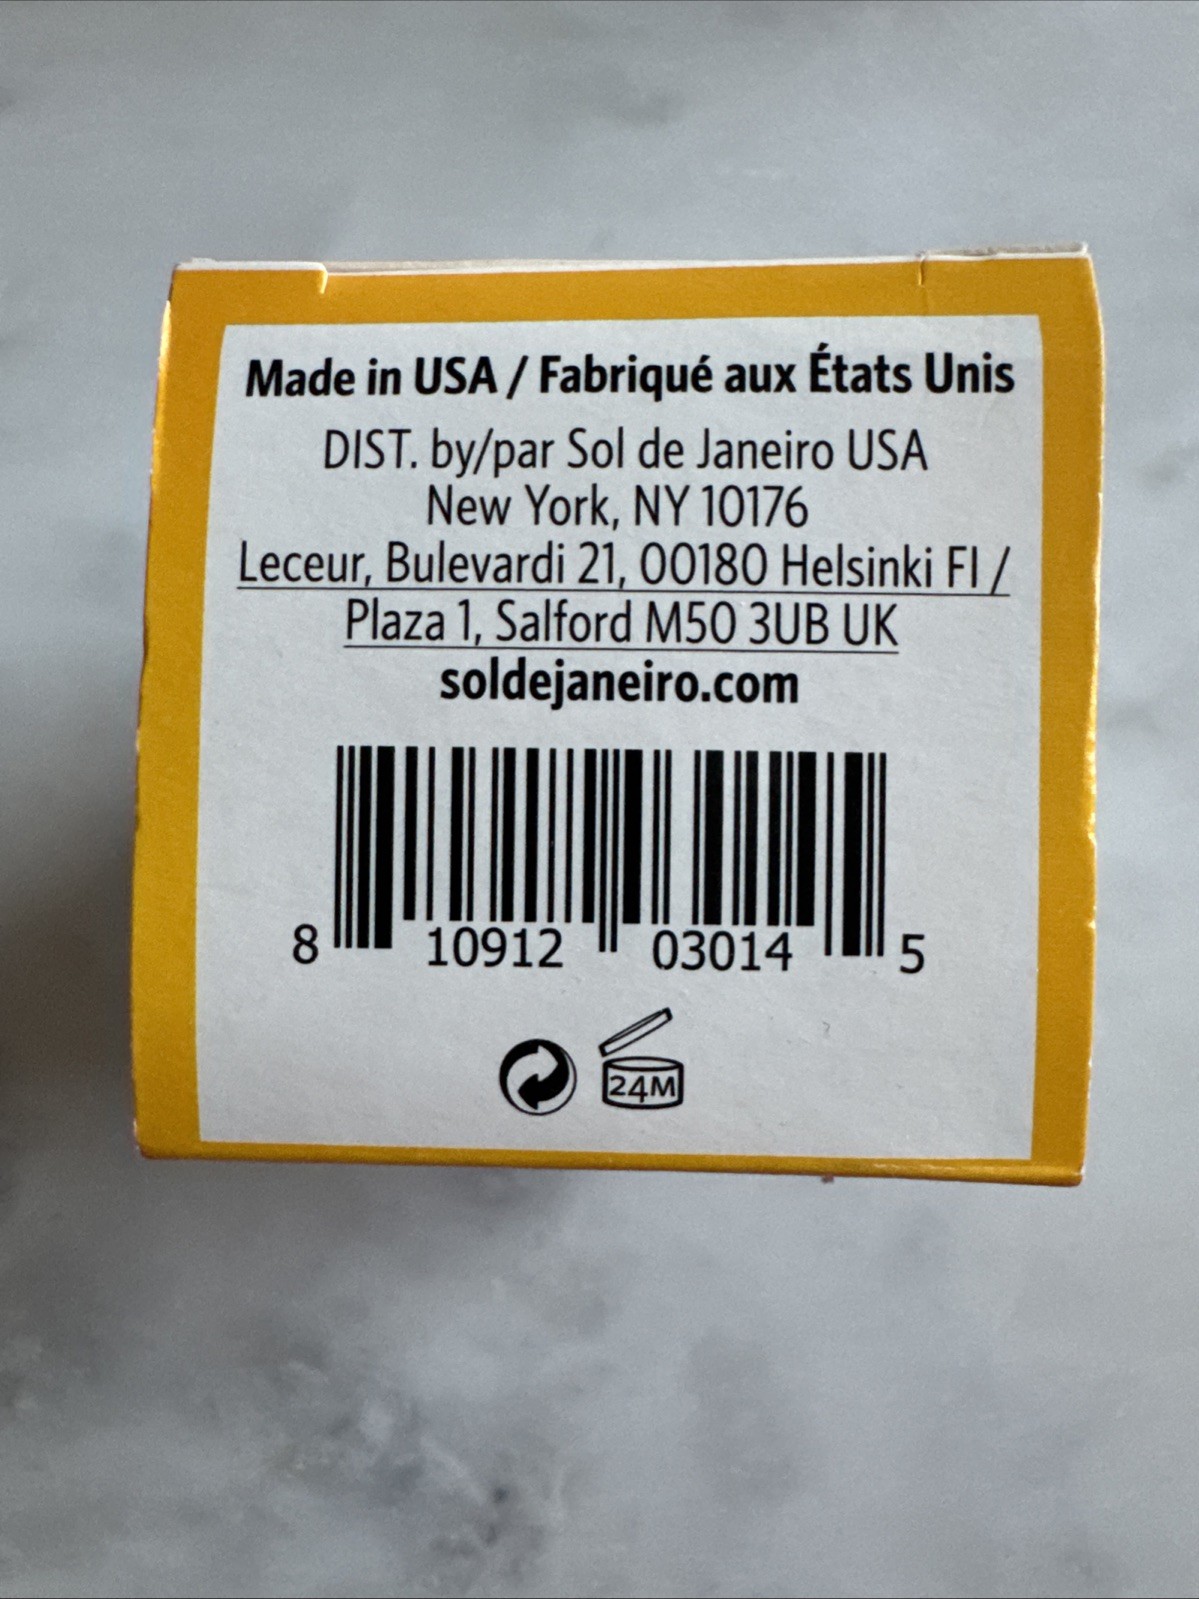 Made in USA / Fabriqué aux États Unis
DIST. by/par Sol de Janeiro USA
New York, NY 10176
Leceur, Bulevardi 21, 00180 Helsinki FI /
Plaza 1, Salford M50 3UB UK
soldejaneiro.com
8 10912 03014 5
24M